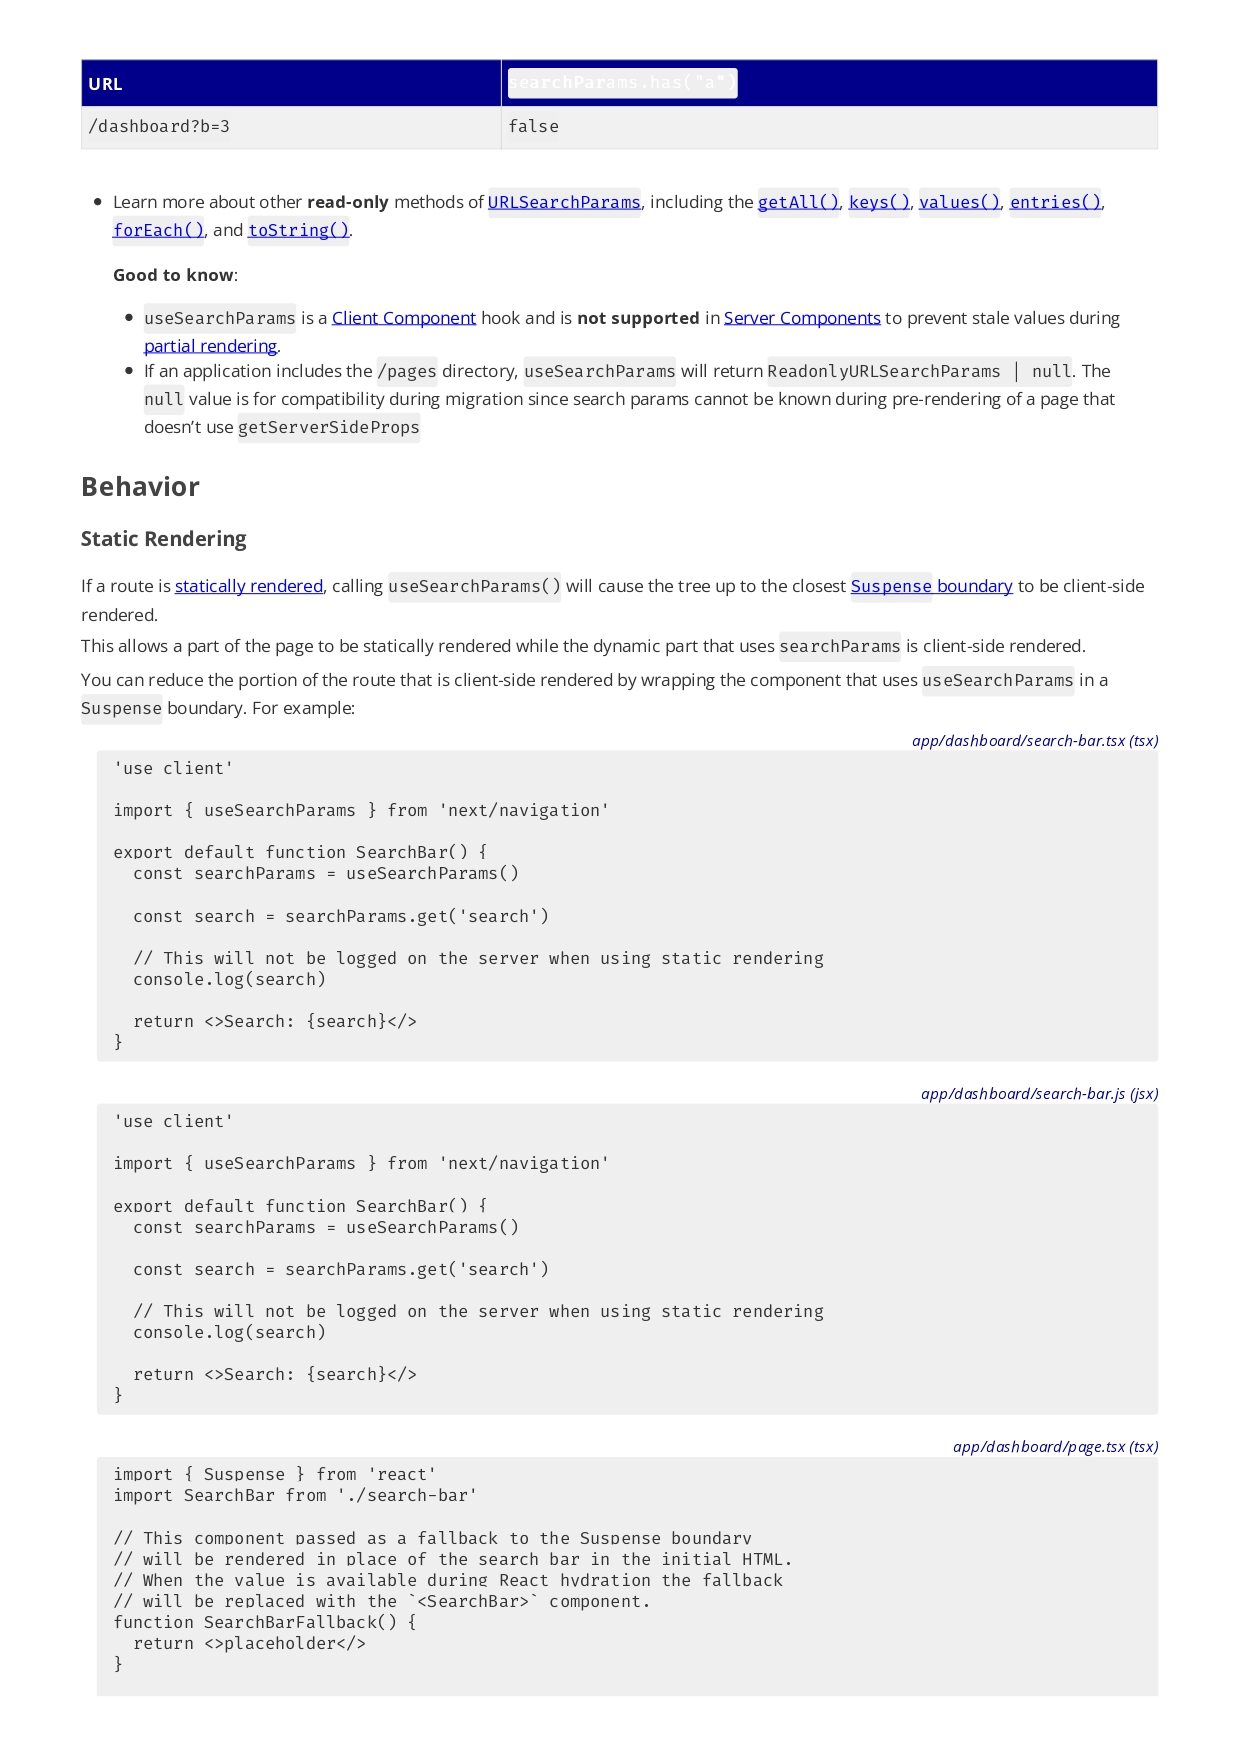 URL searchParams.has("a")
/dashboard?b=3 false
• Learn more about other read-only methods of URLSearchParams, including the getAll(), keys(), values(), entries(),
forEach(), and toString().
Good to know:
• useSearchParams is a Client Component hook and is not supported in Server Components to prevent stale values during
partial rendering.
• If an application includes the /pages directory, useSearchParams will return ReadonlyURLSearchParams | null. The
null value is for compatibility during migration since search params cannot be known during pre-rendering of a page that
doesn’t use getServerSideProps
Behavior
Static Rendering
If a route is statically rendered, calling useSearchParams() will cause the tree up to the closest Suspense boundary to be client-side
rendered.
This allows a part of the page to be statically rendered while the dynamic part that uses searchParams is client-side rendered.
You can reduce the portion of the route that is client-side rendered by wrapping the component that uses useSearchParams in a
Suspense boundary. For example:
app/dashboard/search-bar.tsx (tsx)
'use client'
import { useSearchParams } from 'next/navigation'
export default function SearchBar() {
  const searchParams = useSearchParams()
  const search = searchParams.get('search')
  // This will not be logged on the server when using static rendering
  console.log(search)
  return <>Search: {search}</>
}
app/dashboard/search-bar.js (jsx)
'use client'
import { useSearchParams } from 'next/navigation'
export default function SearchBar() {
  const searchParams = useSearchParams()
  const search = searchParams.get('search')
  // This will not be logged on the server when using static rendering
  console.log(search)
  return <>Search: {search}</>
}
app/dashboard/page.tsx (tsx)
import { Suspense } from 'react'
import SearchBar from './search-bar'
// This component passed as a fallback to the Suspense boundary
// will be rendered in place of the search bar in the initial HTML.
// When the value is available during React hydration the fallback
// will be replaced with the `<SearchBar>` component.
function SearchBarFallback() {
  return <>placeholder</>
}